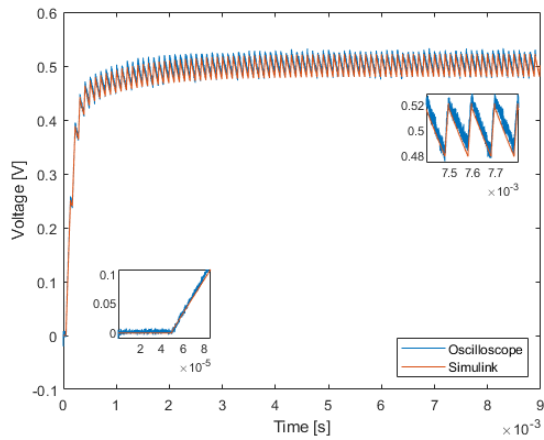 0.6
0.5
0.4
0.3
0.2
0.1
0
-0.1
Voltage [V]
0.52
0.5
0.48
7.5 7.6 7.7
×10⁻³
0.1
0.05
0
2 4 6 8
×10⁻⁵
Oscilloscope
Simulink
0 1 2 3 4 5 6 7 8 9
Time [s]
×10⁻³